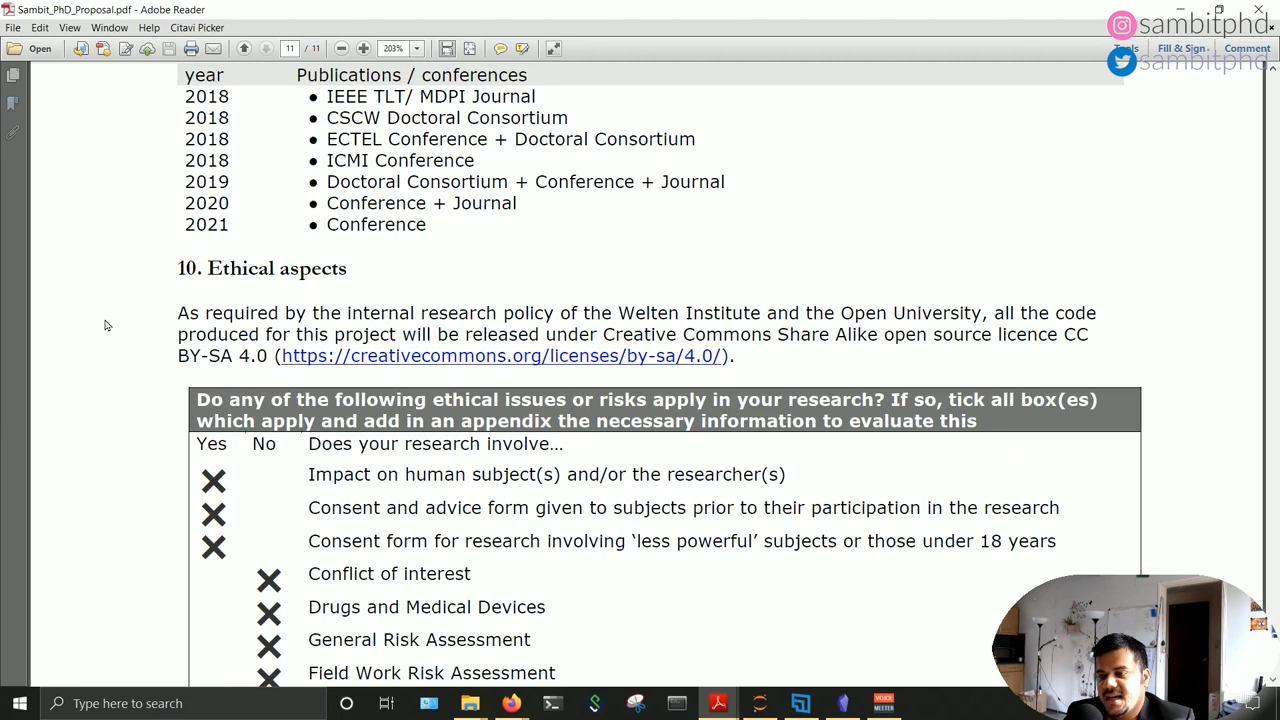 Sambit_PhD_Proposal.pdf - Adobe Reader
File Edit View Window Help Citavi Picker
sambitphd
Open 11 / 11 203% Tools Fill & Sign Comment
sambitphd
year Publications / conferences
2018 • IEEE TLT/ MDPI Journal
2018 • CSCW Doctoral Consortium
2018 • ECTEL Conference + Doctoral Consortium
2018 • ICMI Conference
2019 • Doctoral Consortium + Conference + Journal
2020 • Conference + Journal
2021 • Conference
10. Ethical aspects
As required by the internal research policy of the Welten Institute and the Open University, all the code
produced for this project will be released under Creative Commons Share Alike open source licence CC
BY-SA 4.0 (https://creativecommons.org/licenses/by-sa/4.0/).
Do any of the following ethical issues or risks apply in your research? If so, tick all box(es)
which apply and add in an appendix the necessary information to evaluate this
Yes No Does your research involve…
Impact on human subject(s) and/or the researcher(s)
Consent and advice form given to subjects prior to their participation in the research
Consent form for research involving ‘less powerful’ subjects or those under 18 years
Conflict of interest
Drugs and Medical Devices
General Risk Assessment
Field Work Risk Assessment
Type here to search
VOICE
MEETER